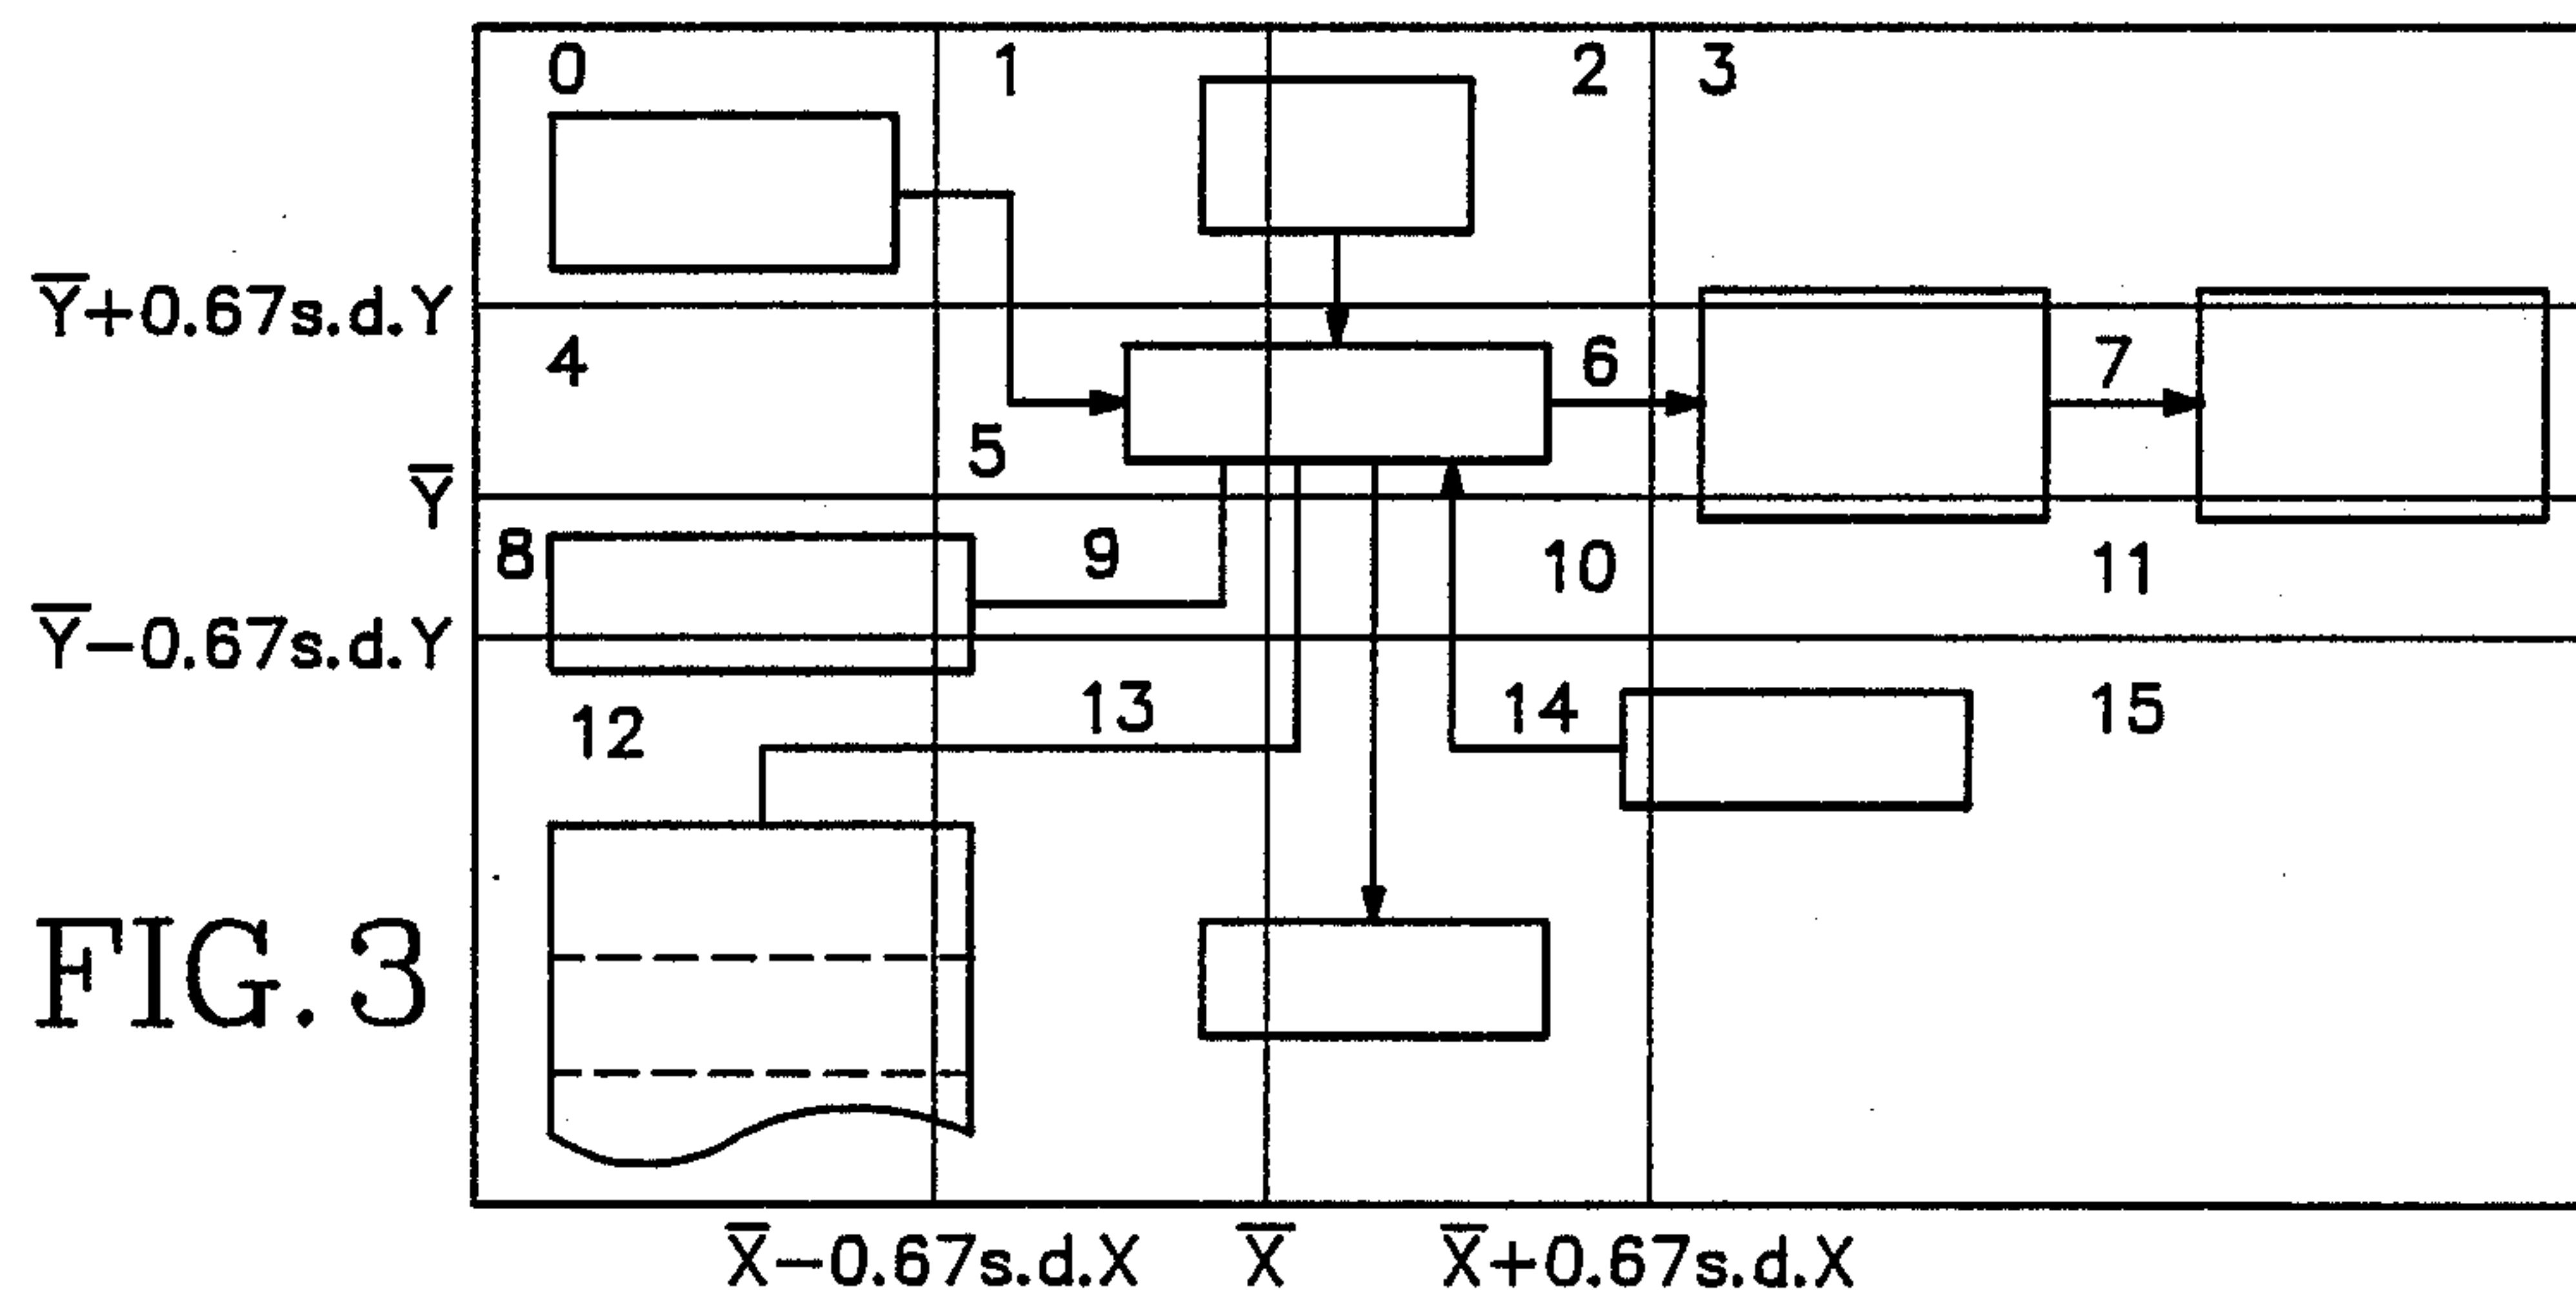 0 1 2 3
Y̅+0.67s.d.Y
4 6 7
5
Y̅
8 9 10 11
Y̅-0.67s.d.Y
12 13 14 15
FIG. 3
X̅-0.67s.d.X X̅ X̅+0.67s.d.X